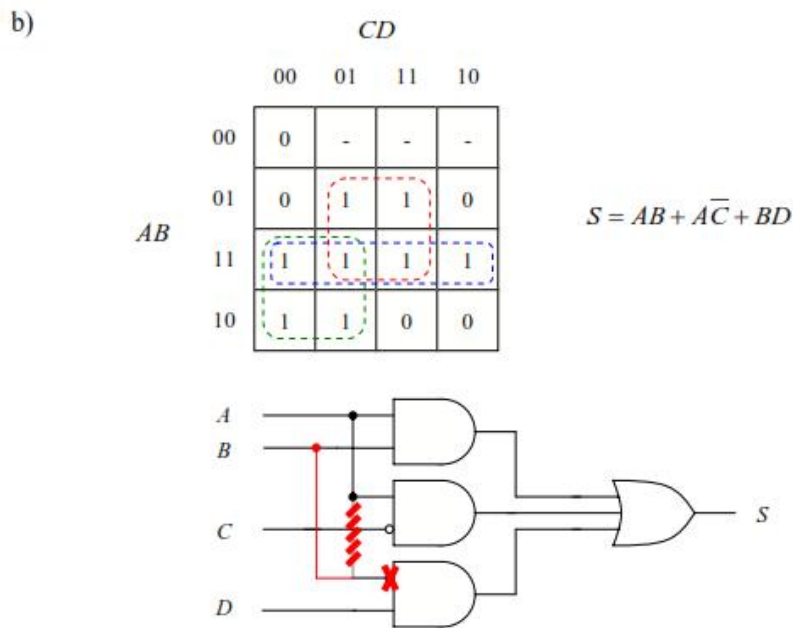 b)
CD
00 01 11 10
00 0 - - -
01 0 1 1 0
AB
11 1 1 1 1
10 1 1 0 0
S = AB + AC̅ + BD
A
B
C
D
S